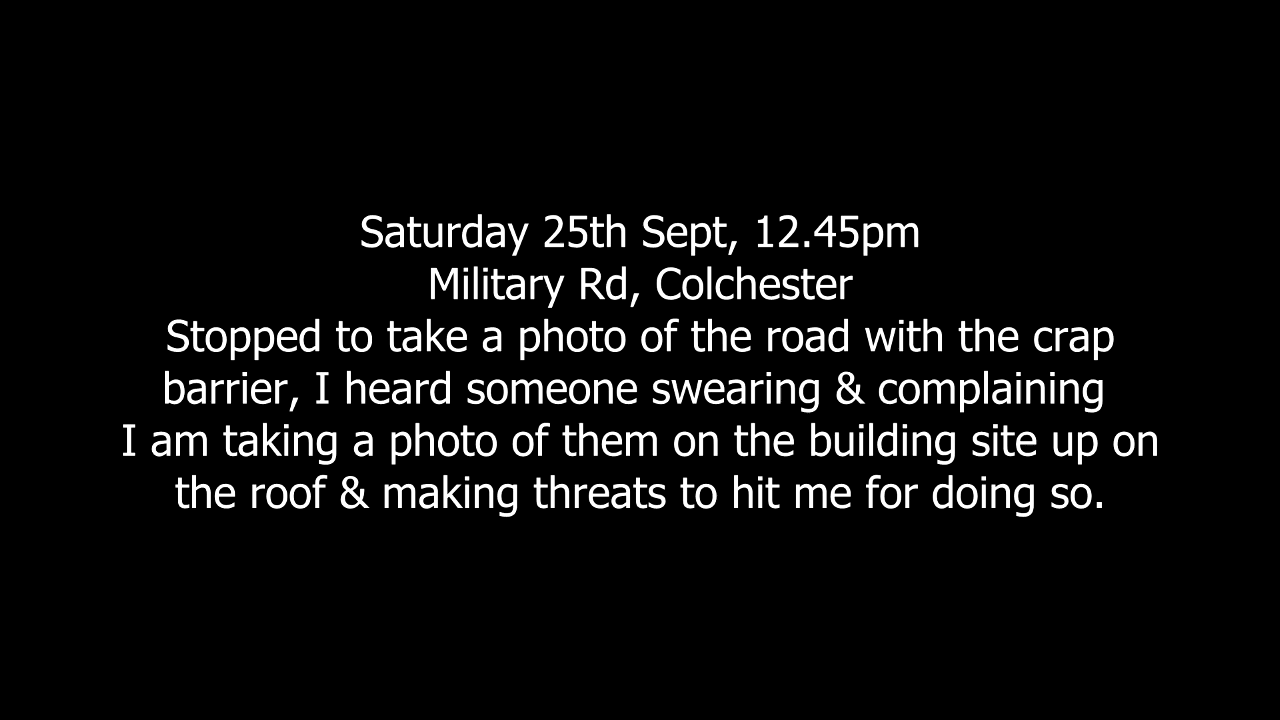 Saturday 25th Sept, 12.45pm
Military Rd, Colchester
Stopped to take a photo of the road with the crap
barrier, I heard someone swearing & complaining
I am taking a photo of them on the building site up on
the roof & making threats to hit me for doing so.